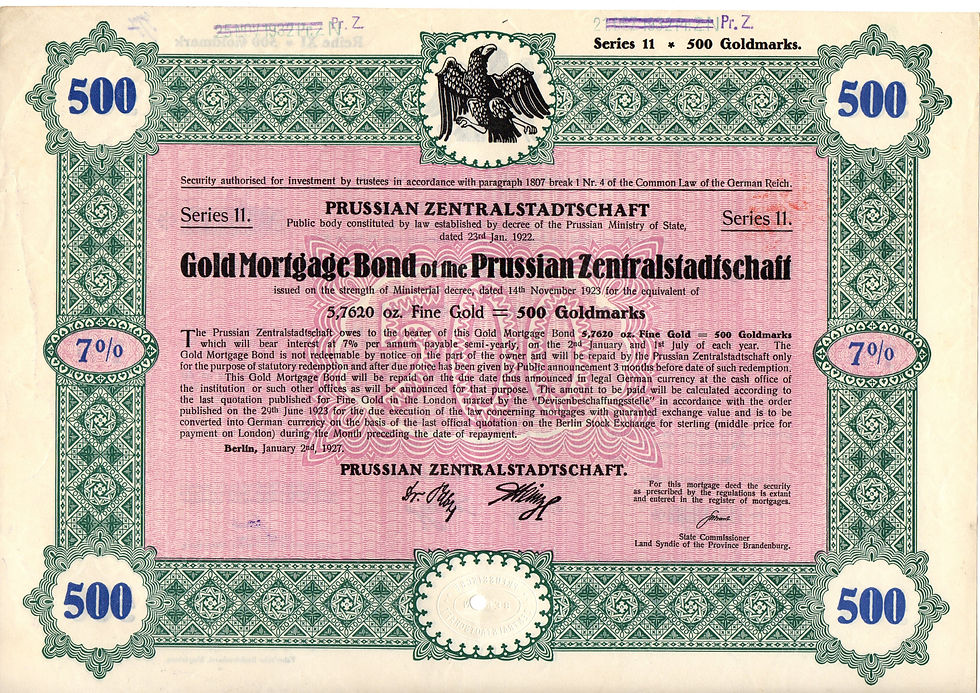 Pr. Z.
Pr. Z.
Series 11 * 500 Goldmarks.
500
500
Security authorised for investment by trustees in accordance with paragraph 1807 break 1 Nr. 4 of the Common Law of the German Reich.
Series 11.
PRUSSIAN ZENTRALSTADTSCHAFT
Series 11.
Public body constituted by law established by decree of the Prussian Ministry of State,
dated 23rd Jan. 1922.
Gold Mortgage Bond of the Prussian Zentralstadtschaft
issued on the strength of Ministerial decree, dated 14th November 1923 for the equivalent of
5,7620 oz. Fine Gold = 500 Goldmarks
The Prussian Zentralstadtschaft owes to the bearer of this Gold Mortgage Bond 5,7620 oz. Fine Gold = 500 Goldmarks
which will bear interest at 7% per annum payable semi-yearly, on the 2nd January and 1st July of each year. The
Gold Mortgage Bond is not redeemable by notice on the part of the owner and will be repaid by the Prussian Zentralstadtschaft only
for the purpose of statutory redemption and after due notice has been given by Public announcement 3 months before date of such redemption.
This Gold Mortgage Bond will be repaid on the due date thus announced in legal German currency at the cash office of
the institution or such other pay offices as will be announced for that purpose. The amount to be paid will be calculated according to
the last quotation published for Fine Gold on the London market by the "Devisenbeschaffungsstelle" in accordance with the order
published on the 29th June 1923 for the due execution of the law concerning mortgages with guaranted exchange value and is to be
converted into German currency on the basis of the last official quotation on the Berlin Stock Exchange for sterling (middle price for
payment on London) during the Month preceding the date of repayment.
Berlin, January 2nd, 1927.
7%
7%
500
PRUSSIAN ZENTRALSTADTSCHAFT.
For this mortgage deed the security
as prescribed by the regulations is extant
and entered in the register of mortgages.
State Commissioner
Land Syndic of the Province Brandenburg.
500
500